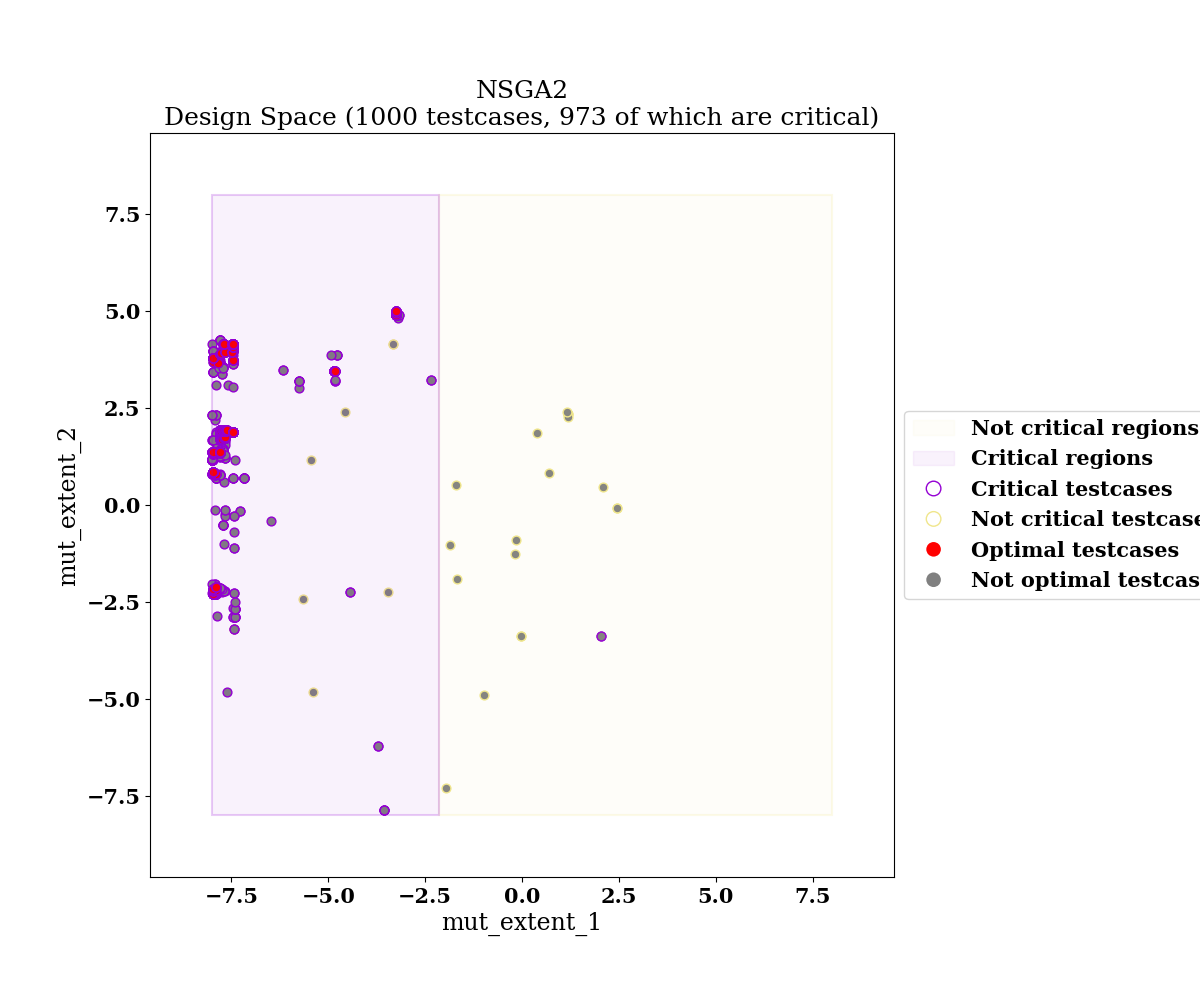 NSGA2
Design Space (1000 testcases, 973 of which are critical)
7.5
5.0
2.5
0.0
−2.5
−5.0
−7.5
mut_extent_2
−7.5 −5.0 −2.5 0.0 2.5 5.0 7.5
mut_extent_1
Not critical regions
Critical regions
Critical testcases
Not critical testcase
Optimal testcases
Not optimal testcas